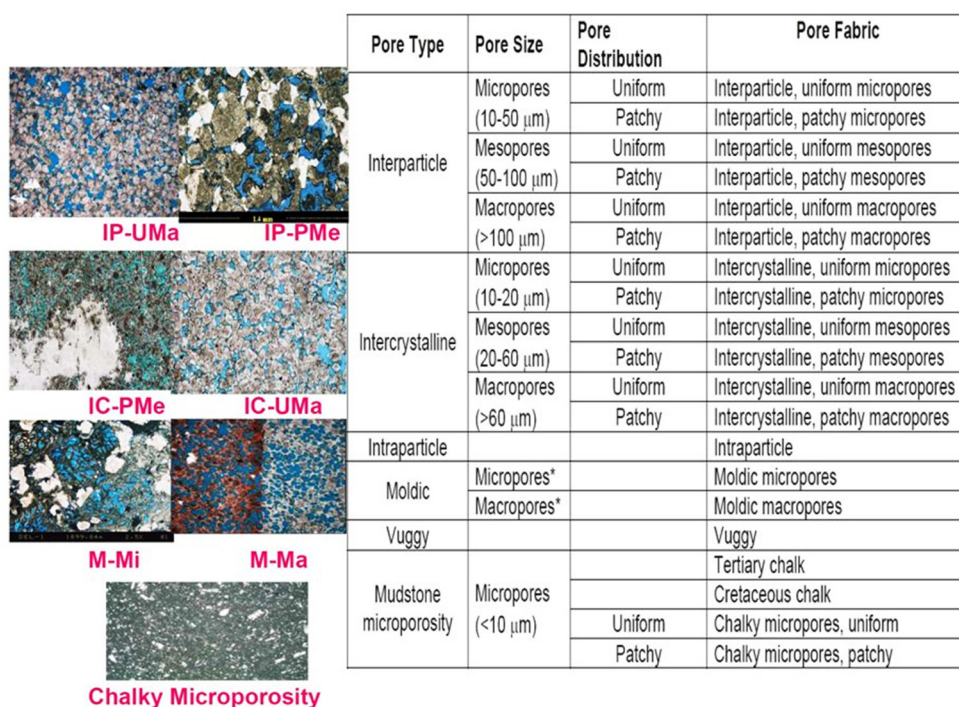 Pore Type Pore Size Pore Distribution Pore Fabric
Interparticle
Micropores (10-50 μm) Uniform Interparticle, uniform micropores
Patchy Interparticle, patchy micropores
Mesopores (50-100 μm) Uniform Interparticle, uniform mesopores
Patchy Interparticle, patchy mesopores
Macropores (>100 μm) Uniform Interparticle, uniform macropores
Patchy Interparticle, patchy macropores
Intercrystalline
Micropores (10-20 μm) Uniform Intercrystalline, uniform micropores
Patchy Intercrystalline, patchy micropores
Mesopores (20-60 μm) Uniform Intercrystalline, uniform mesopores
Patchy Intercrystalline, patchy mesopores
Macropores (>60 μm) Uniform Intercrystalline, uniform macropores
Patchy Intercrystalline, patchy macropores
Intraparticle Intraparticle
Moldic
Micropores* Moldic micropores
Macropores* Moldic macropores
Vuggy Vuggy
Mudstone microporosity
Micropores (<10 μm)
Tertiary chalk
Cretaceous chalk
Uniform Chalky micropores, uniform
Patchy Chalky micropores, patchy
1.4 mm
IP-UMa IP-PMe
IC-PMe IC-UMa
M-Mi M-Ma
Chalky Microporosity